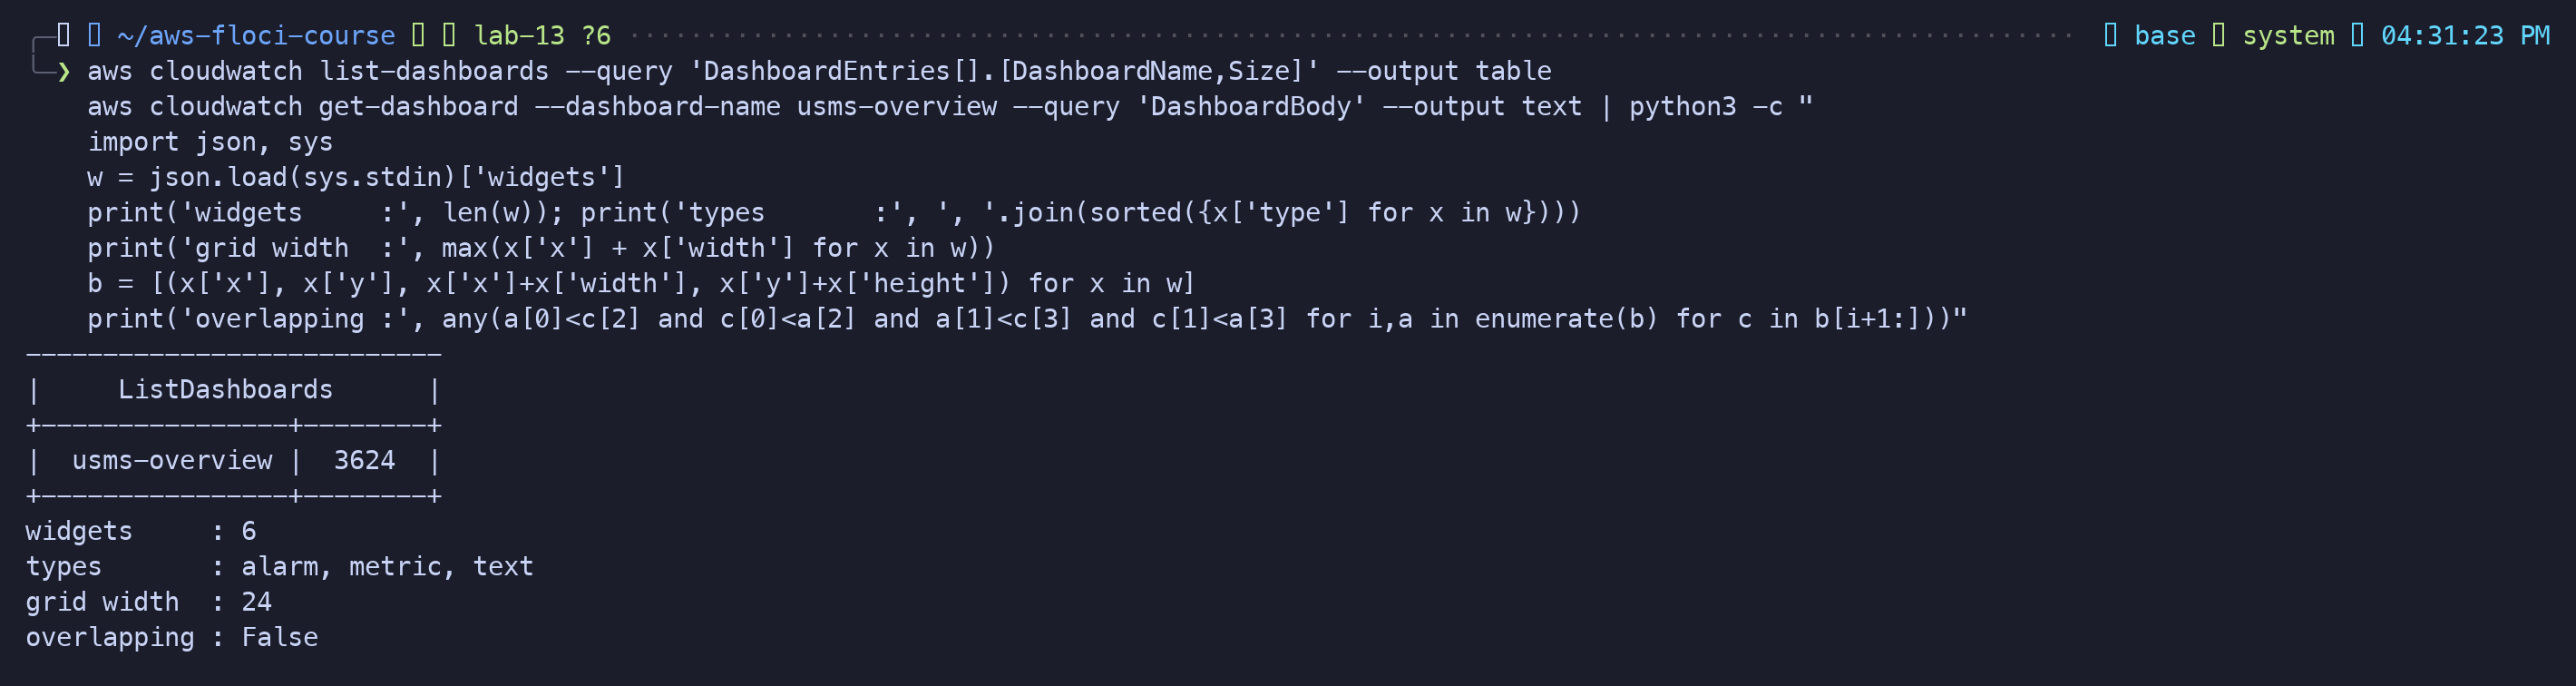 ~/aws-floci-course lab-13 ?6 base system 04:31:23 PM
❯ aws cloudwatch list-dashboards --query 'DashboardEntries[].[DashboardName,Size]' --output table
aws cloudwatch get-dashboard --dashboard-name usms-overview --query 'DashboardBody' --output text | python3 -c "
import json, sys
w = json.load(sys.stdin)['widgets']
print('widgets     :', len(w)); print('types       :', ', '.join(sorted({x['type'] for x in w})))
print('grid width  :', max(x['x'] + x['width'] for x in w))
b = [(x['x'], x['y'], x['x']+x['width'], x['y']+x['height']) for x in w]
print('overlapping :', any(a[0]<c[2] and c[0]<a[2] and a[1]<c[3] and c[1]<a[3] for i,a in enumerate(b) for c in b[i+1:]))"
---------------------------
|     ListDashboards      |
+----------------+--------+
|  usms-overview |  3624  |
+----------------+--------+
widgets     : 6
types       : alarm, metric, text
grid width  : 24
overlapping : False